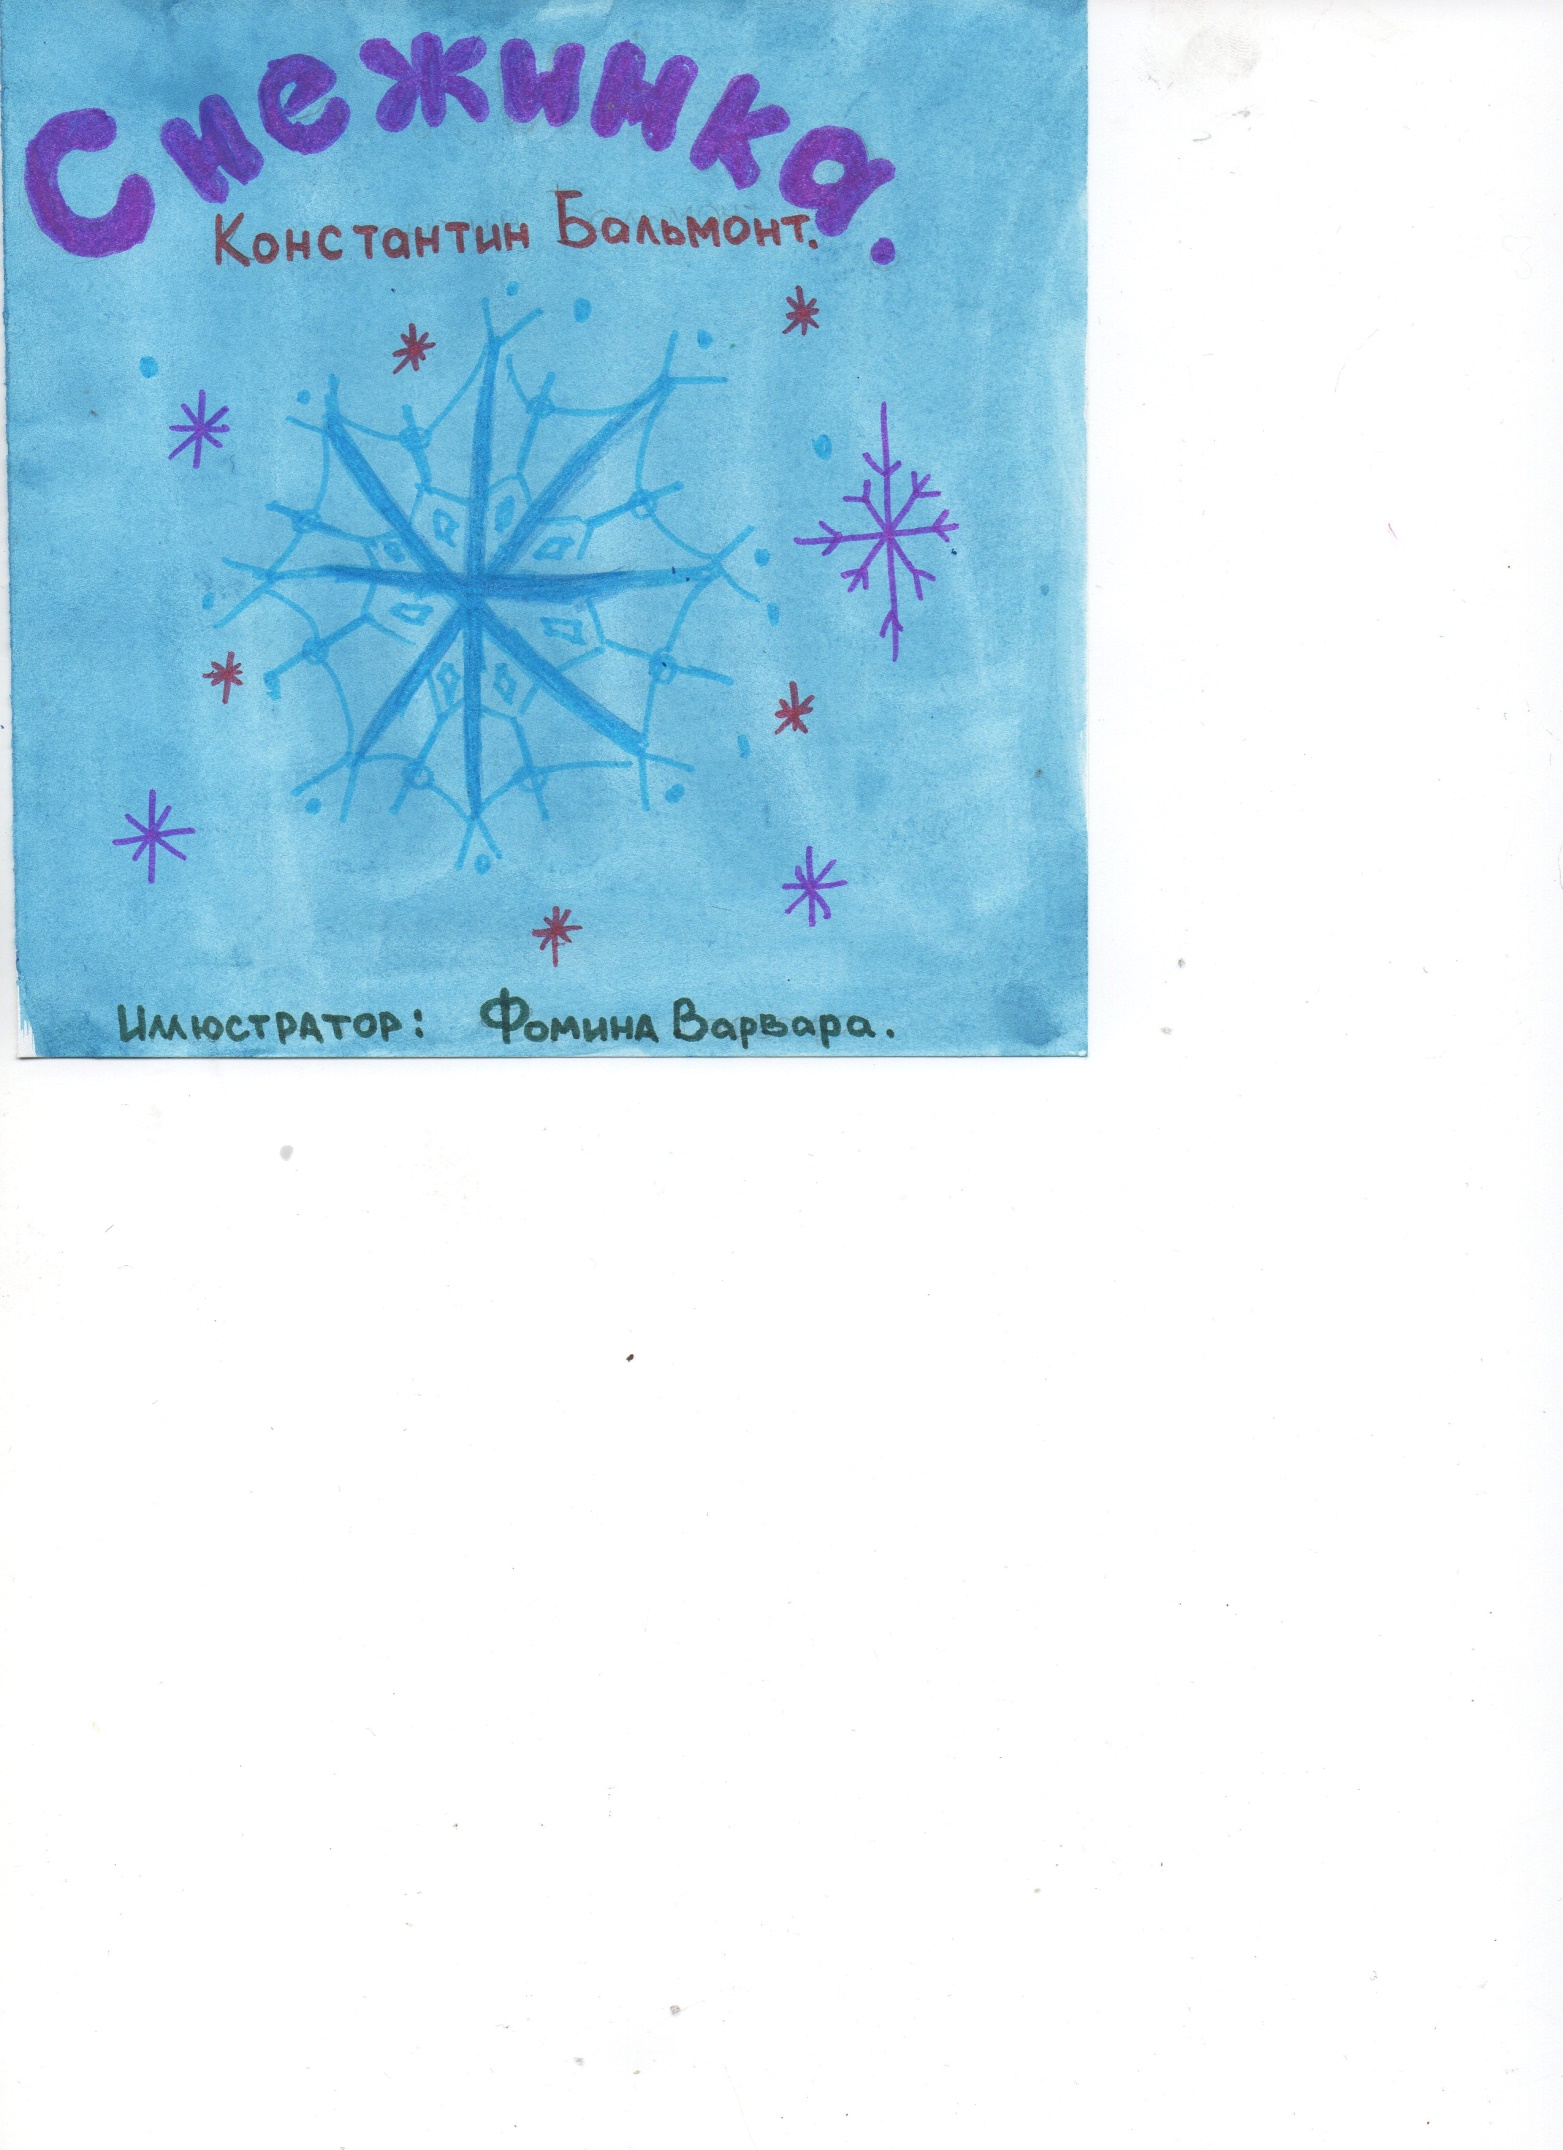 Снежинка.
Константин Бальмонт.
Иллюстратор: Фомина Варвара.